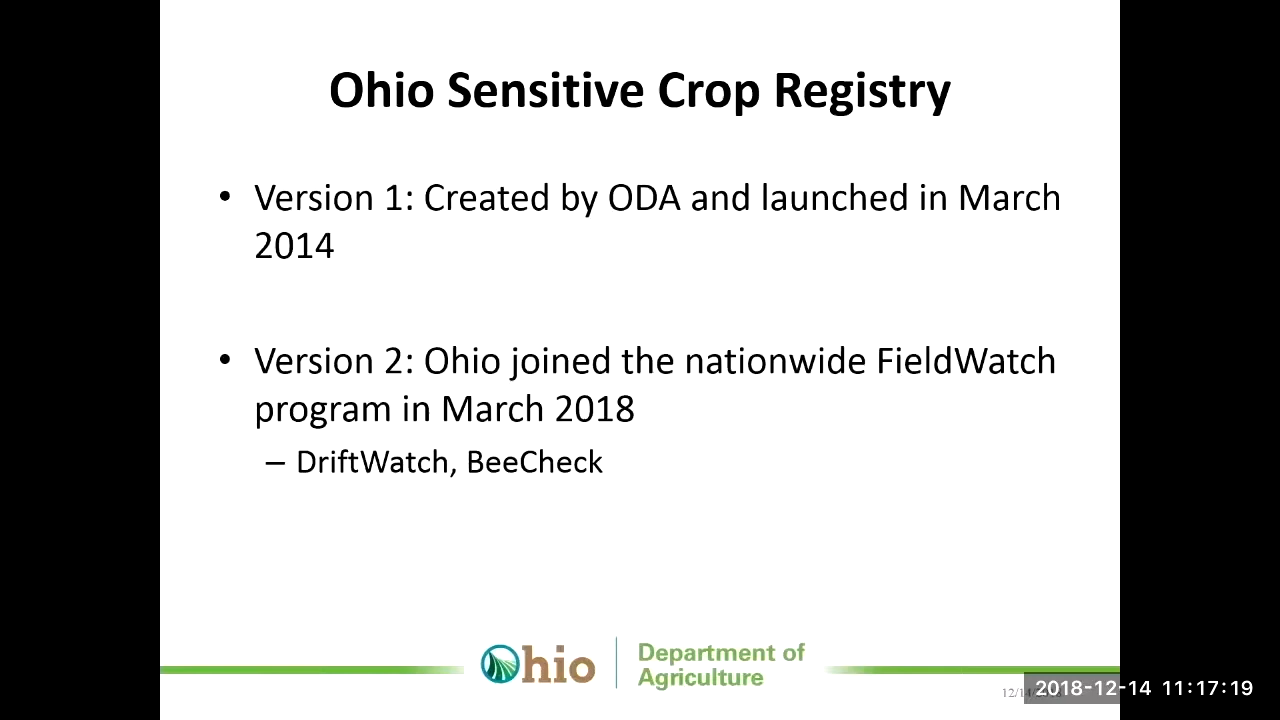 Ohio Sensitive Crop Registry
• Version 1: Created by ODA and launched in March
2014
• Version 2: Ohio joined the nationwide FieldWatch
program in March 2018
– DriftWatch, BeeCheck
Ohio
Department of
Agriculture
2018-12-14 11:17:19